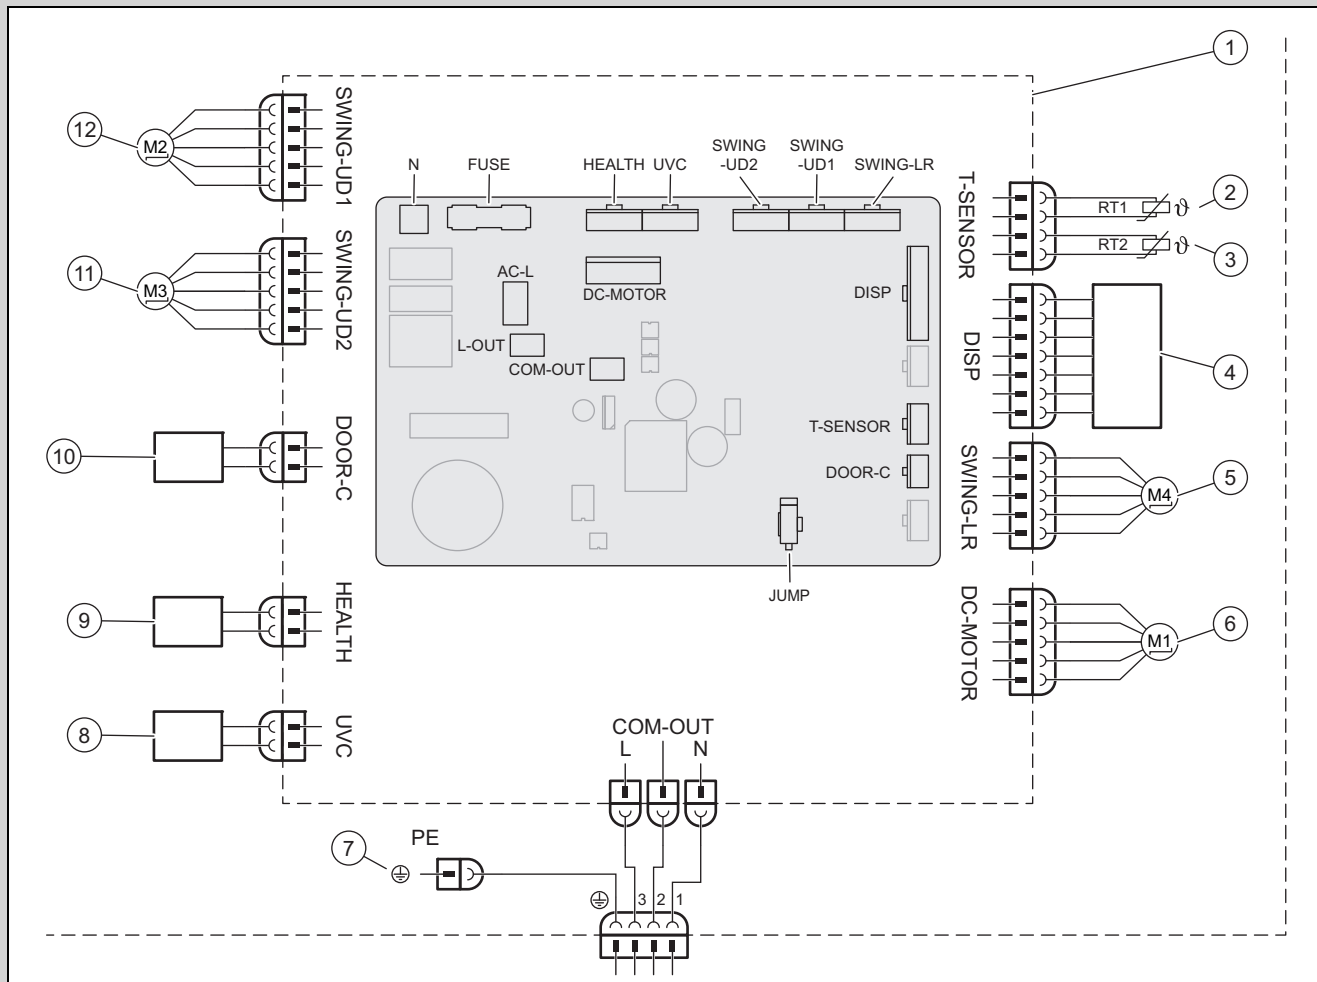 1
12
M2
SWING-UD1
N
FUSE
HEALTH
UVC
SWING
-UD2
SWING
-UD1
SWING-LR
T-SENSOR
RT1
ϑ
2
RT2
ϑ
3
11
M3
SWING-UD2
AC-L
DC-MOTOR
DISP
L-OUT
COM-OUT
DISP
4
10
DOOR-C
T-SENSOR
DOOR-C
SWING-LR
M4
5
JUMP
9
HEALTH
DC-MOTOR
M1
6
8
UVC
COM-OUT
L
N
7
PE
3
2
1